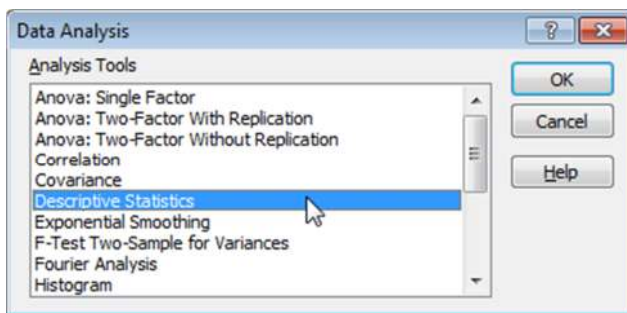 Data Analysis
Analysis Tools
Anova: Single Factor
Anova: Two-Factor With Replication
Anova: Two-Factor Without Replication
Correlation
Covariance
Descriptive Statistics
Exponential Smoothing
F-Test Two-Sample for Variances
Fourier Analysis
Histogram
OK
Cancel
Help